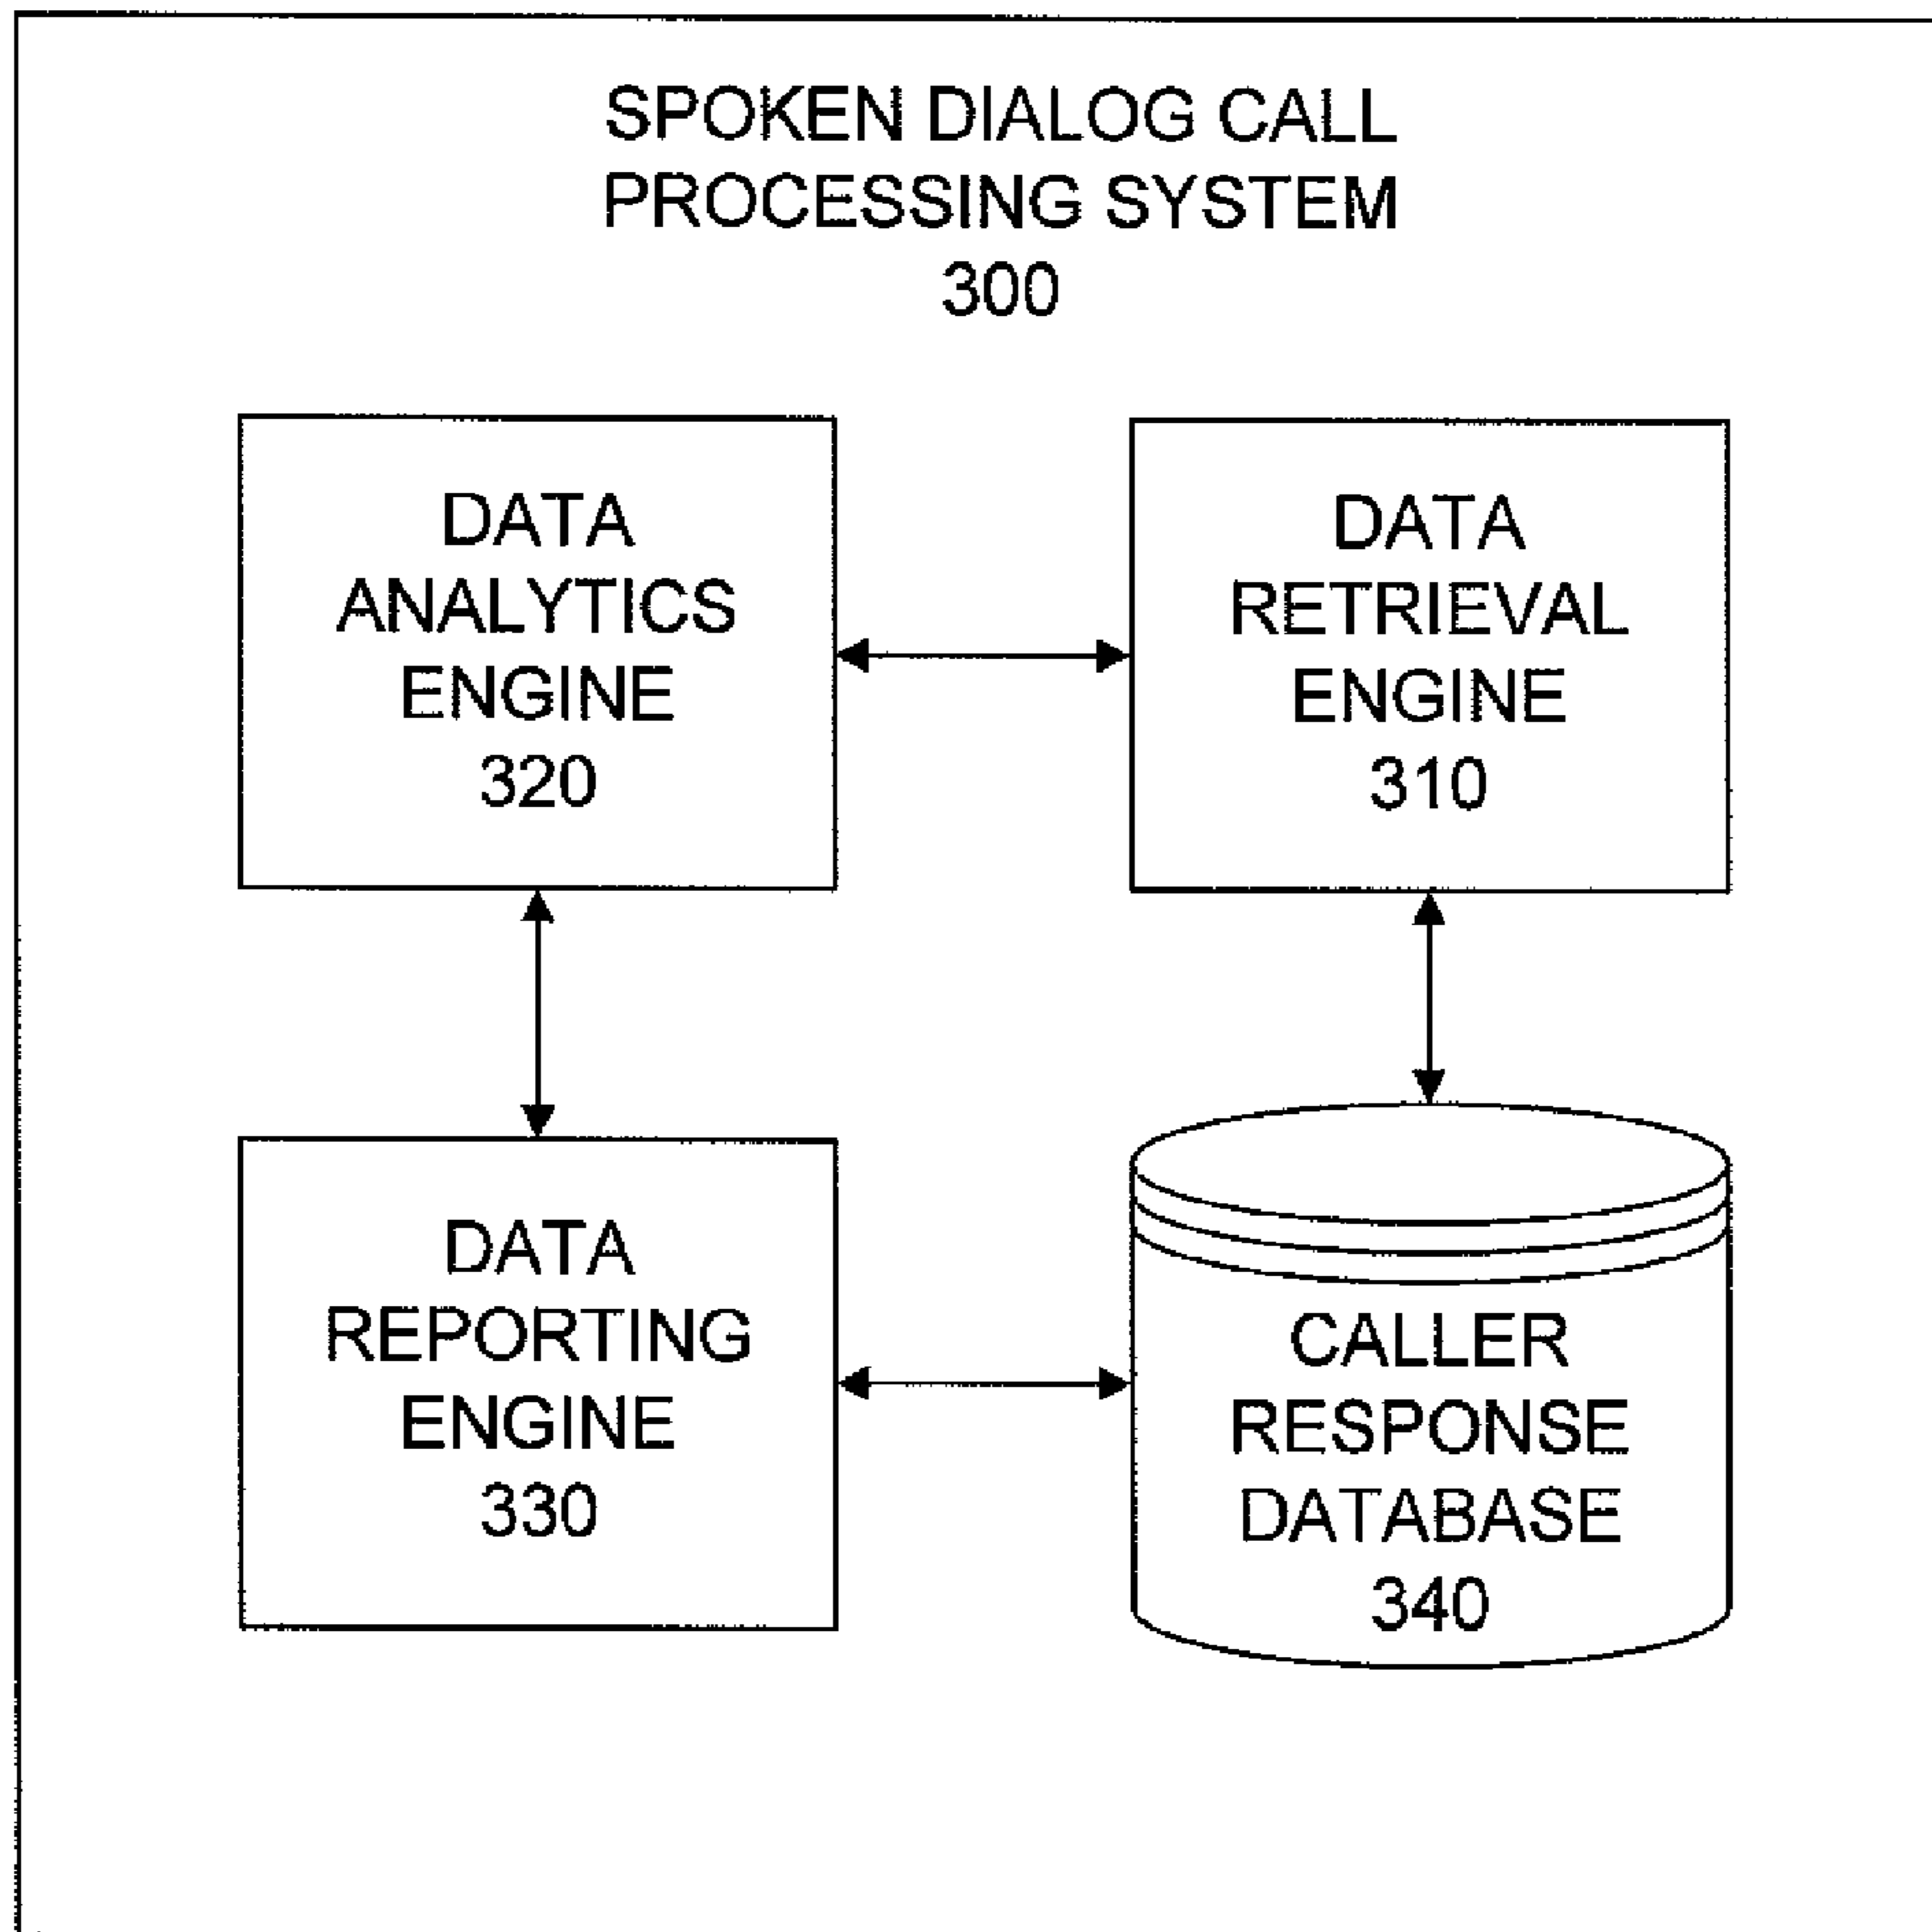 SPOKEN DIALOG CALL
PROCESSING SYSTEM
300
DATA
ANALYTICS
ENGINE
320
DATA
RETRIEVAL
ENGINE
310
DATA
REPORTING
ENGINE
330
CALLER
RESPONSE
DATABASE
340